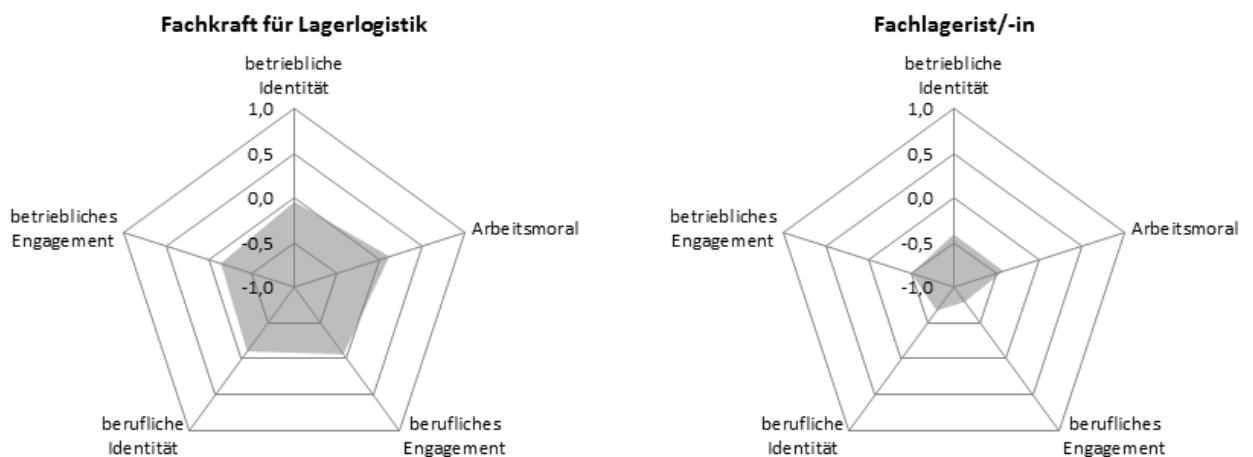 Fachkraft für Lagerlogistik
betriebliche
Identität
1,0
0,5
0,0
-0,5
-1,0
betriebliches
Engagement
Arbeitsmoral
berufliche
Identität
berufliches
Engagement
Fachlagerist/-in
betriebliche
Identität
1,0
0,5
0,0
-0,5
-1,0
betriebliches
Engagement
Arbeitsmoral
berufliche
Identität
berufliches
Engagement